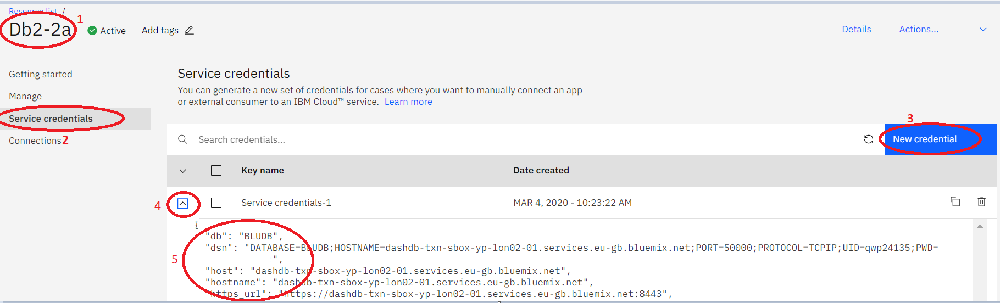 Resource list /
Db2-2a 1
Active Add tags
Details Actions...
Getting started
Manage
Service credentials
Connections 2
Service credentials
You can generate a new set of credentials for cases where you want to manually connect an app
or external consumer to an IBM Cloud™ service. Learn more
3
Search credentials... New credential +
Key name Date created
4 Service credentials-1 MAR 4, 2020 - 10:23:22 AM
{
"db": "BLUDB",
"dsn": "DATABASE=BLUDB;HOSTNAME=dashdb-txn-sbox-yp-lon02-01.services.eu-gb.bluemix.net;PORT=50000;PROTOCOL=TCPIP;UID=qwp24135;PWD=
5 ",
"host": "dashdb-txn-sbox-yp-lon02-01.services.eu-gb.bluemix.net",
"hostname": "dashdb-txn-sbox-yp-lon02-01.services.eu-gb.bluemix.net",
"https_url": "https://dashdb-txn-sbox-yp-lon02-01.services.eu-gb.bluemix.net:8443",